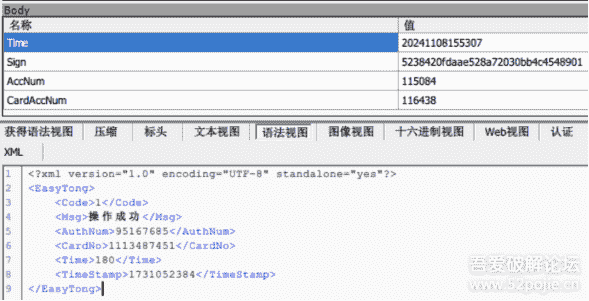 Body
名称 值
Time 20241108155307
Sign 5238420fdaae528a72030bb4c4548901
AccNum 115084
CardAccNum 116438
获得语法视图 压缩 标头 文本视图 语法视图 图像视图 十六进制视图 Web视图 认证
XML
1 <?xml version="1.0" encoding="UTF-8" standalone="yes"?>
2 <EasyTong>
3 <Code>1</Code>
4 <Msg>操作成功</Msg>
5 <AuthNum>95167685</AuthNum>
6 <CardNo>1113487451</CardNo>
7 <Time>180</Time>
8 <TimeStamp>1731052384</TimeStamp>
9 </EasyTong>
吾爱破解论坛
www.52pojie.cn